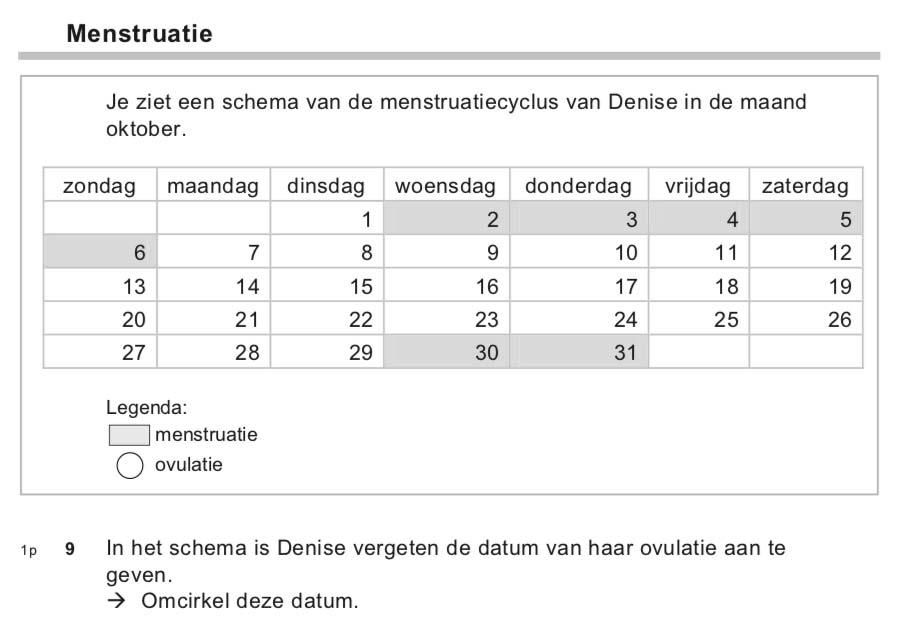 Menstruatie
Je ziet een schema van de menstruatiecyclus van Denise in de maand
oktober.
zondag maandag dinsdag woensdag donderdag vrijdag zaterdag
1 2 3 4 5
6 7 8 9 10 11 12
13 14 15 16 17 18 19
20 21 22 23 24 25 26
27 28 29 30 31
Legenda:
menstruatie
ovulatie
1p 9 In het schema is Denise vergeten de datum van haar ovulatie aan te
geven.
→ Omcirkel deze datum.